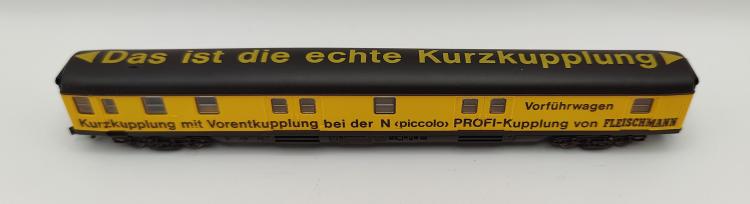 ◄Das ist die echte Kurzkupplung►
Vorführwagen
Kurzkupplung mit Vorentkupplung bei der N ‹piccolo› PROFI-Kupplung von FLEISCHMANN